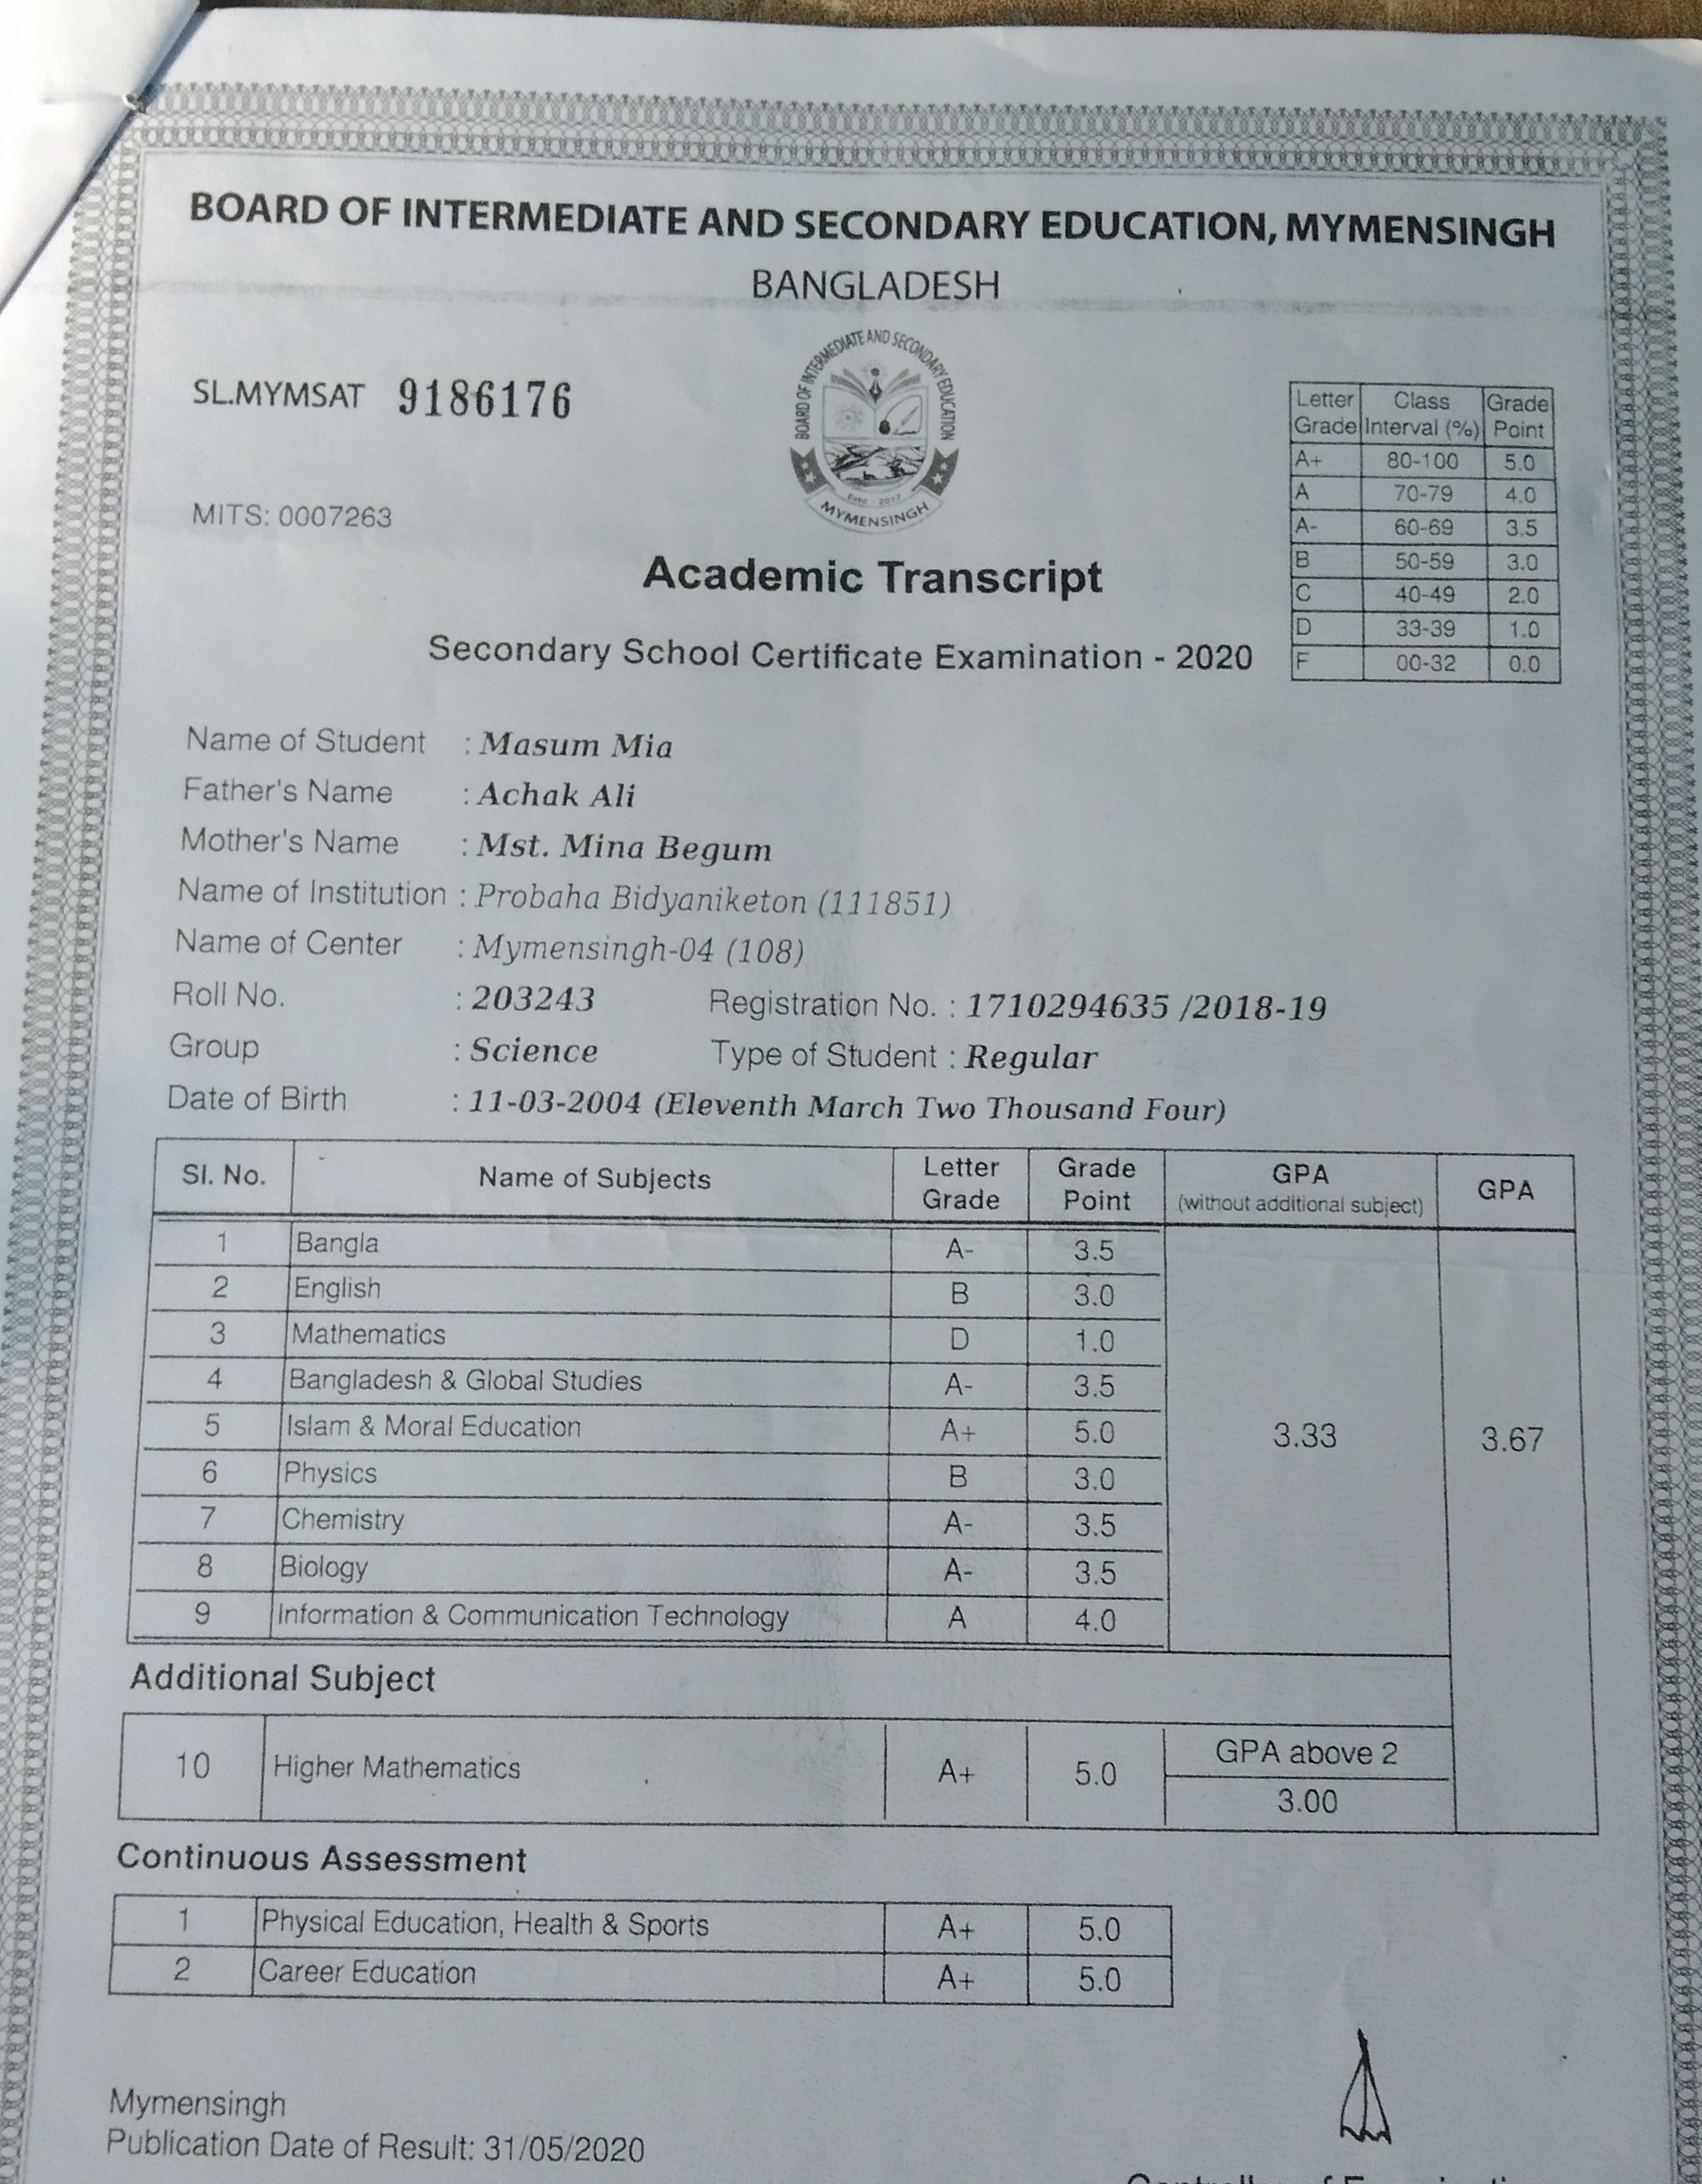 BOARD OF INTERMEDIATE AND SECONDARY EDUCATION, MYMENSINGH
BANGLADESH
BOARD OF INTERMEDIATE AND SECONDARY EDUCATION
Estd. 2017
MYMENSINGH
SL.MYMSAT 9186176
MITS: 0007263
Letter Grade Class Interval (%) Grade Point
A+ 80-100 5.0
A 70-79 4.0
A- 60-69 3.5
B 50-59 3.0
C 40-49 2.0
D 33-39 1.0
F 00-32 0.0
Academic Transcript
Secondary School Certificate Examination - 2020
Name of Student : Masum Mia
Father's Name : Achak Ali
Mother's Name : Mst. Mina Begum
Name of Institution : Probaha Bidyaniketon (111851)
Name of Center : Mymensingh-04 (108)
Roll No. : 203243 Registration No. : 1710294635 /2018-19
Group : Science Type of Student : Regular
Date of Birth : 11-03-2004 (Eleventh March Two Thousand Four)
Sl. No. Name of Subjects Letter Grade Grade Point GPA (without additional subject) GPA
1 Bangla A- 3.5
2 English B 3.0
3 Mathematics D 1.0
4 Bangladesh & Global Studies A- 3.5
5 Islam & Moral Education A+ 5.0 3.33 3.67
6 Physics B 3.0
7 Chemistry A- 3.5
8 Biology A- 3.5
9 Information & Communication Technology A 4.0
Additional Subject
10 Higher Mathematics A+ 5.0 GPA above 2
3.00
Continuous Assessment
1 Physical Education, Health & Sports A+ 5.0
2 Career Education A+ 5.0
Mymensingh
Publication Date of Result: 31/05/2020